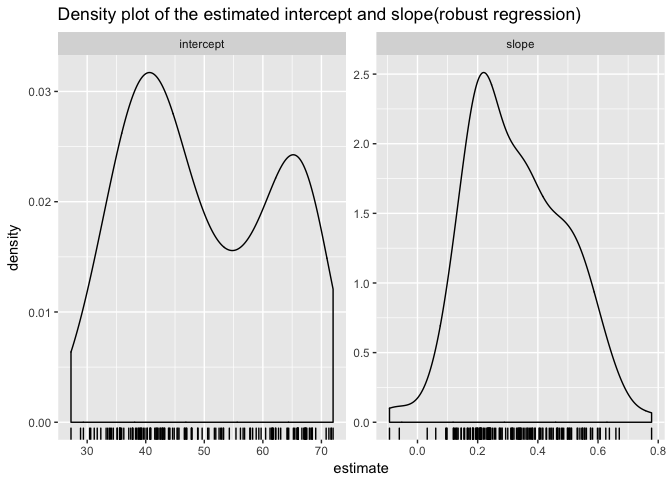 Density plot of the estimated intercept and slope(robust regression)
intercept
slope
density
0.03
0.02
0.01
0.00
2.5
2.0
1.5
1.0
0.5
0.0
30 40 50 60 70
0.0 0.2 0.4 0.6 0.8
estimate